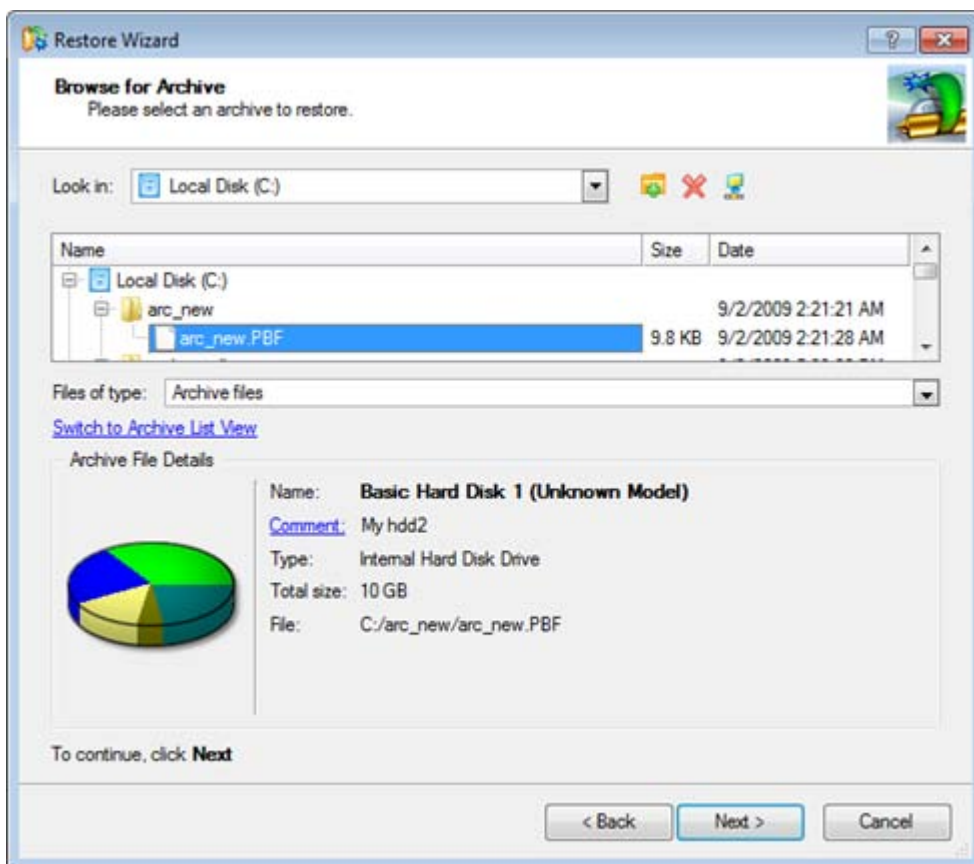 Restore Wizard
Browse for Archive
Please select an archive to restore.
Look in: Local Disk (C:)
Name Size Date
Local Disk (C:)
arc_new 9/2/2009 2:21:21 AM
arc_new.PBF 9.8 KB 9/2/2009 2:21:28 AM
Files of type: Archive files
Switch to Archive List View
Archive File Details
Name: Basic Hard Disk 1 (Unknown Model)
Comment: My hdd2
Type: Internal Hard Disk Drive
Total size: 10 GB
File: C:/arc_new/arc_new.PBF
To continue, click Next
< Back Next > Cancel